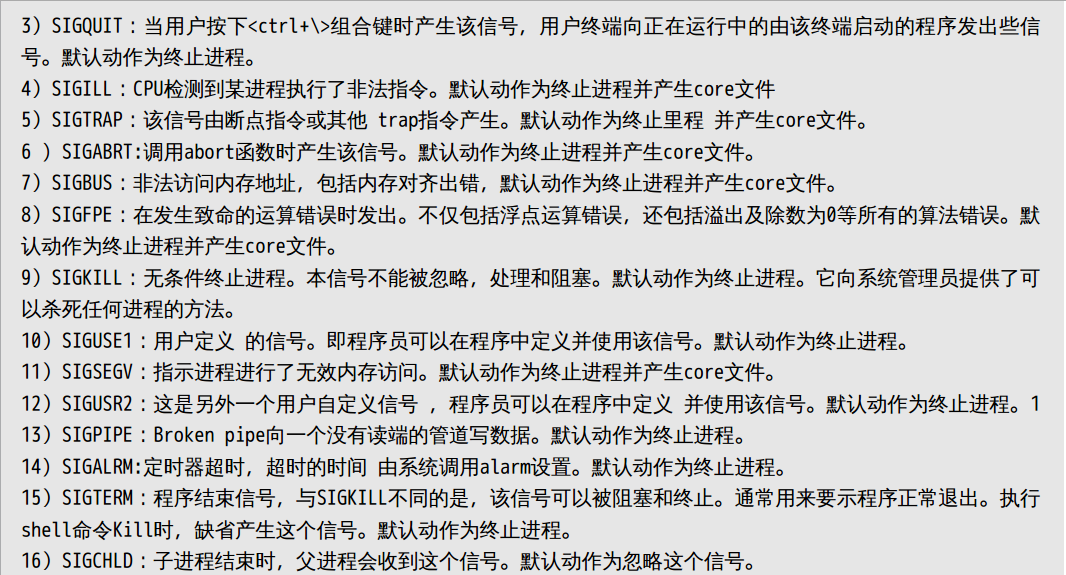 3）SIGQUIT：当用户按下<ctrl+\>组合键时产生该信号，用户终端向正在运行中的由该终端启动的程序发出些信
号。默认动作为终止进程。
4）SIGILL：CPU检测到某进程执行了非法指令。默认动作为终止进程并产生core文件
5）SIGTRAP：该信号由断点指令或其他 trap指令产生。默认动作为终止里程 并产生core文件。
6 ）SIGABRT:调用abort函数时产生该信号。默认动作为终止进程并产生core文件。
7）SIGBUS：非法访问内存地址，包括内存对齐出错，默认动作为终止进程并产生core文件。
8）SIGFPE：在发生致命的运算错误时发出。不仅包括浮点运算错误，还包括溢出及除数为0等所有的算法错误。默
认动作为终止进程并产生core文件。
9）SIGKILL：无条件终止进程。本信号不能被忽略，处理和阻塞。默认动作为终止进程。它向系统管理员提供了可
以杀死任何进程的方法。
10）SIGUSE1：用户定义 的信号。即程序员可以在程序中定义并使用该信号。默认动作为终止进程。
11）SIGSEGV：指示进程进行了无效内存访问。默认动作为终止进程并产生core文件。
12）SIGUSR2：这是另外一个用户自定义信号 ，程序员可以在程序中定义 并使用该信号。默认动作为终止进程。1
13）SIGPIPE：Broken pipe向一个没有读端的管道写数据。默认动作为终止进程。
14）SIGALRM:定时器超时，超时的时间 由系统调用alarm设置。默认动作为终止进程。
15）SIGTERM：程序结束信号，与SIGKILL不同的是，该信号可以被阻塞和终止。通常用来要示程序正常退出。执行
shell命令Kill时，缺省产生这个信号。默认动作为终止进程。
16）SIGCHLD：子进程结束时，父进程会收到这个信号。默认动作为忽略这个信号。